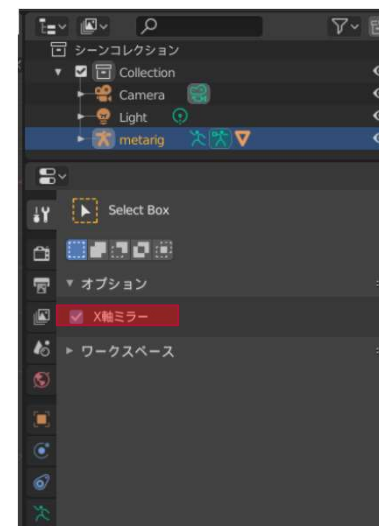 シーンコレクション
Collection
Camera
Light
metarig
Select Box
オプション
X軸ミラー
ワークスペース